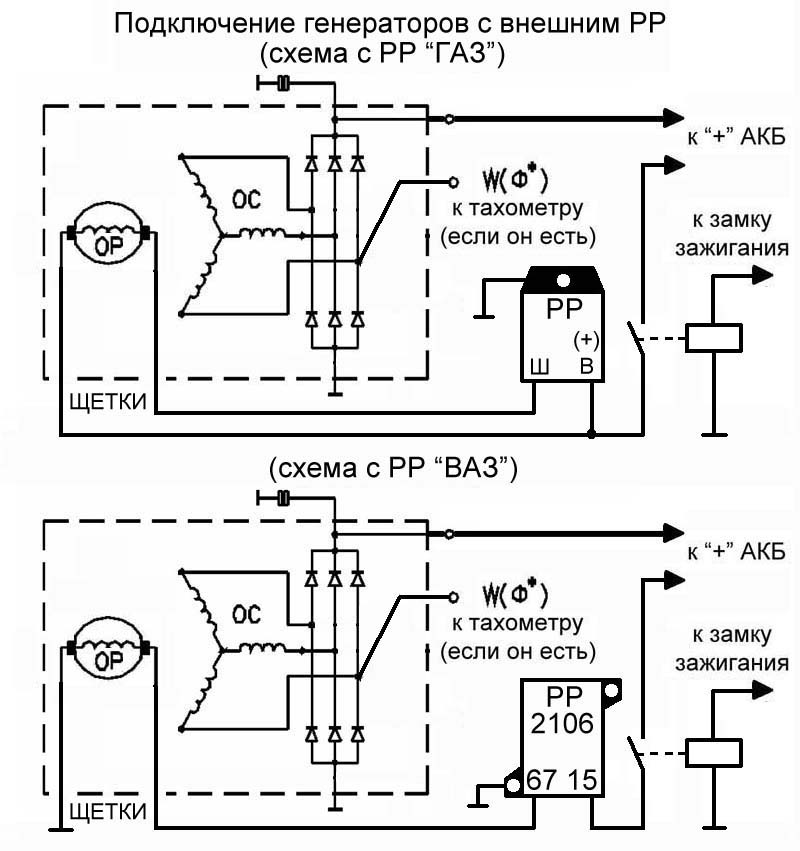 Подключение генераторов с внешним РР
(схема с РР “ГАЗ”)
к “+” АКБ
W(Ф*)
к тахометру
(если он есть)
ОС
ОР
к замку
зажигания
РР
(+)
Ш В
ЩЕТКИ
(схема с РР “ВАЗ”)
к “+” АКБ
W(Ф*)
к тахометру
(если он есть)
ОС
ОР
к замку
зажигания
РР
2106
67 15
ЩЕТКИ